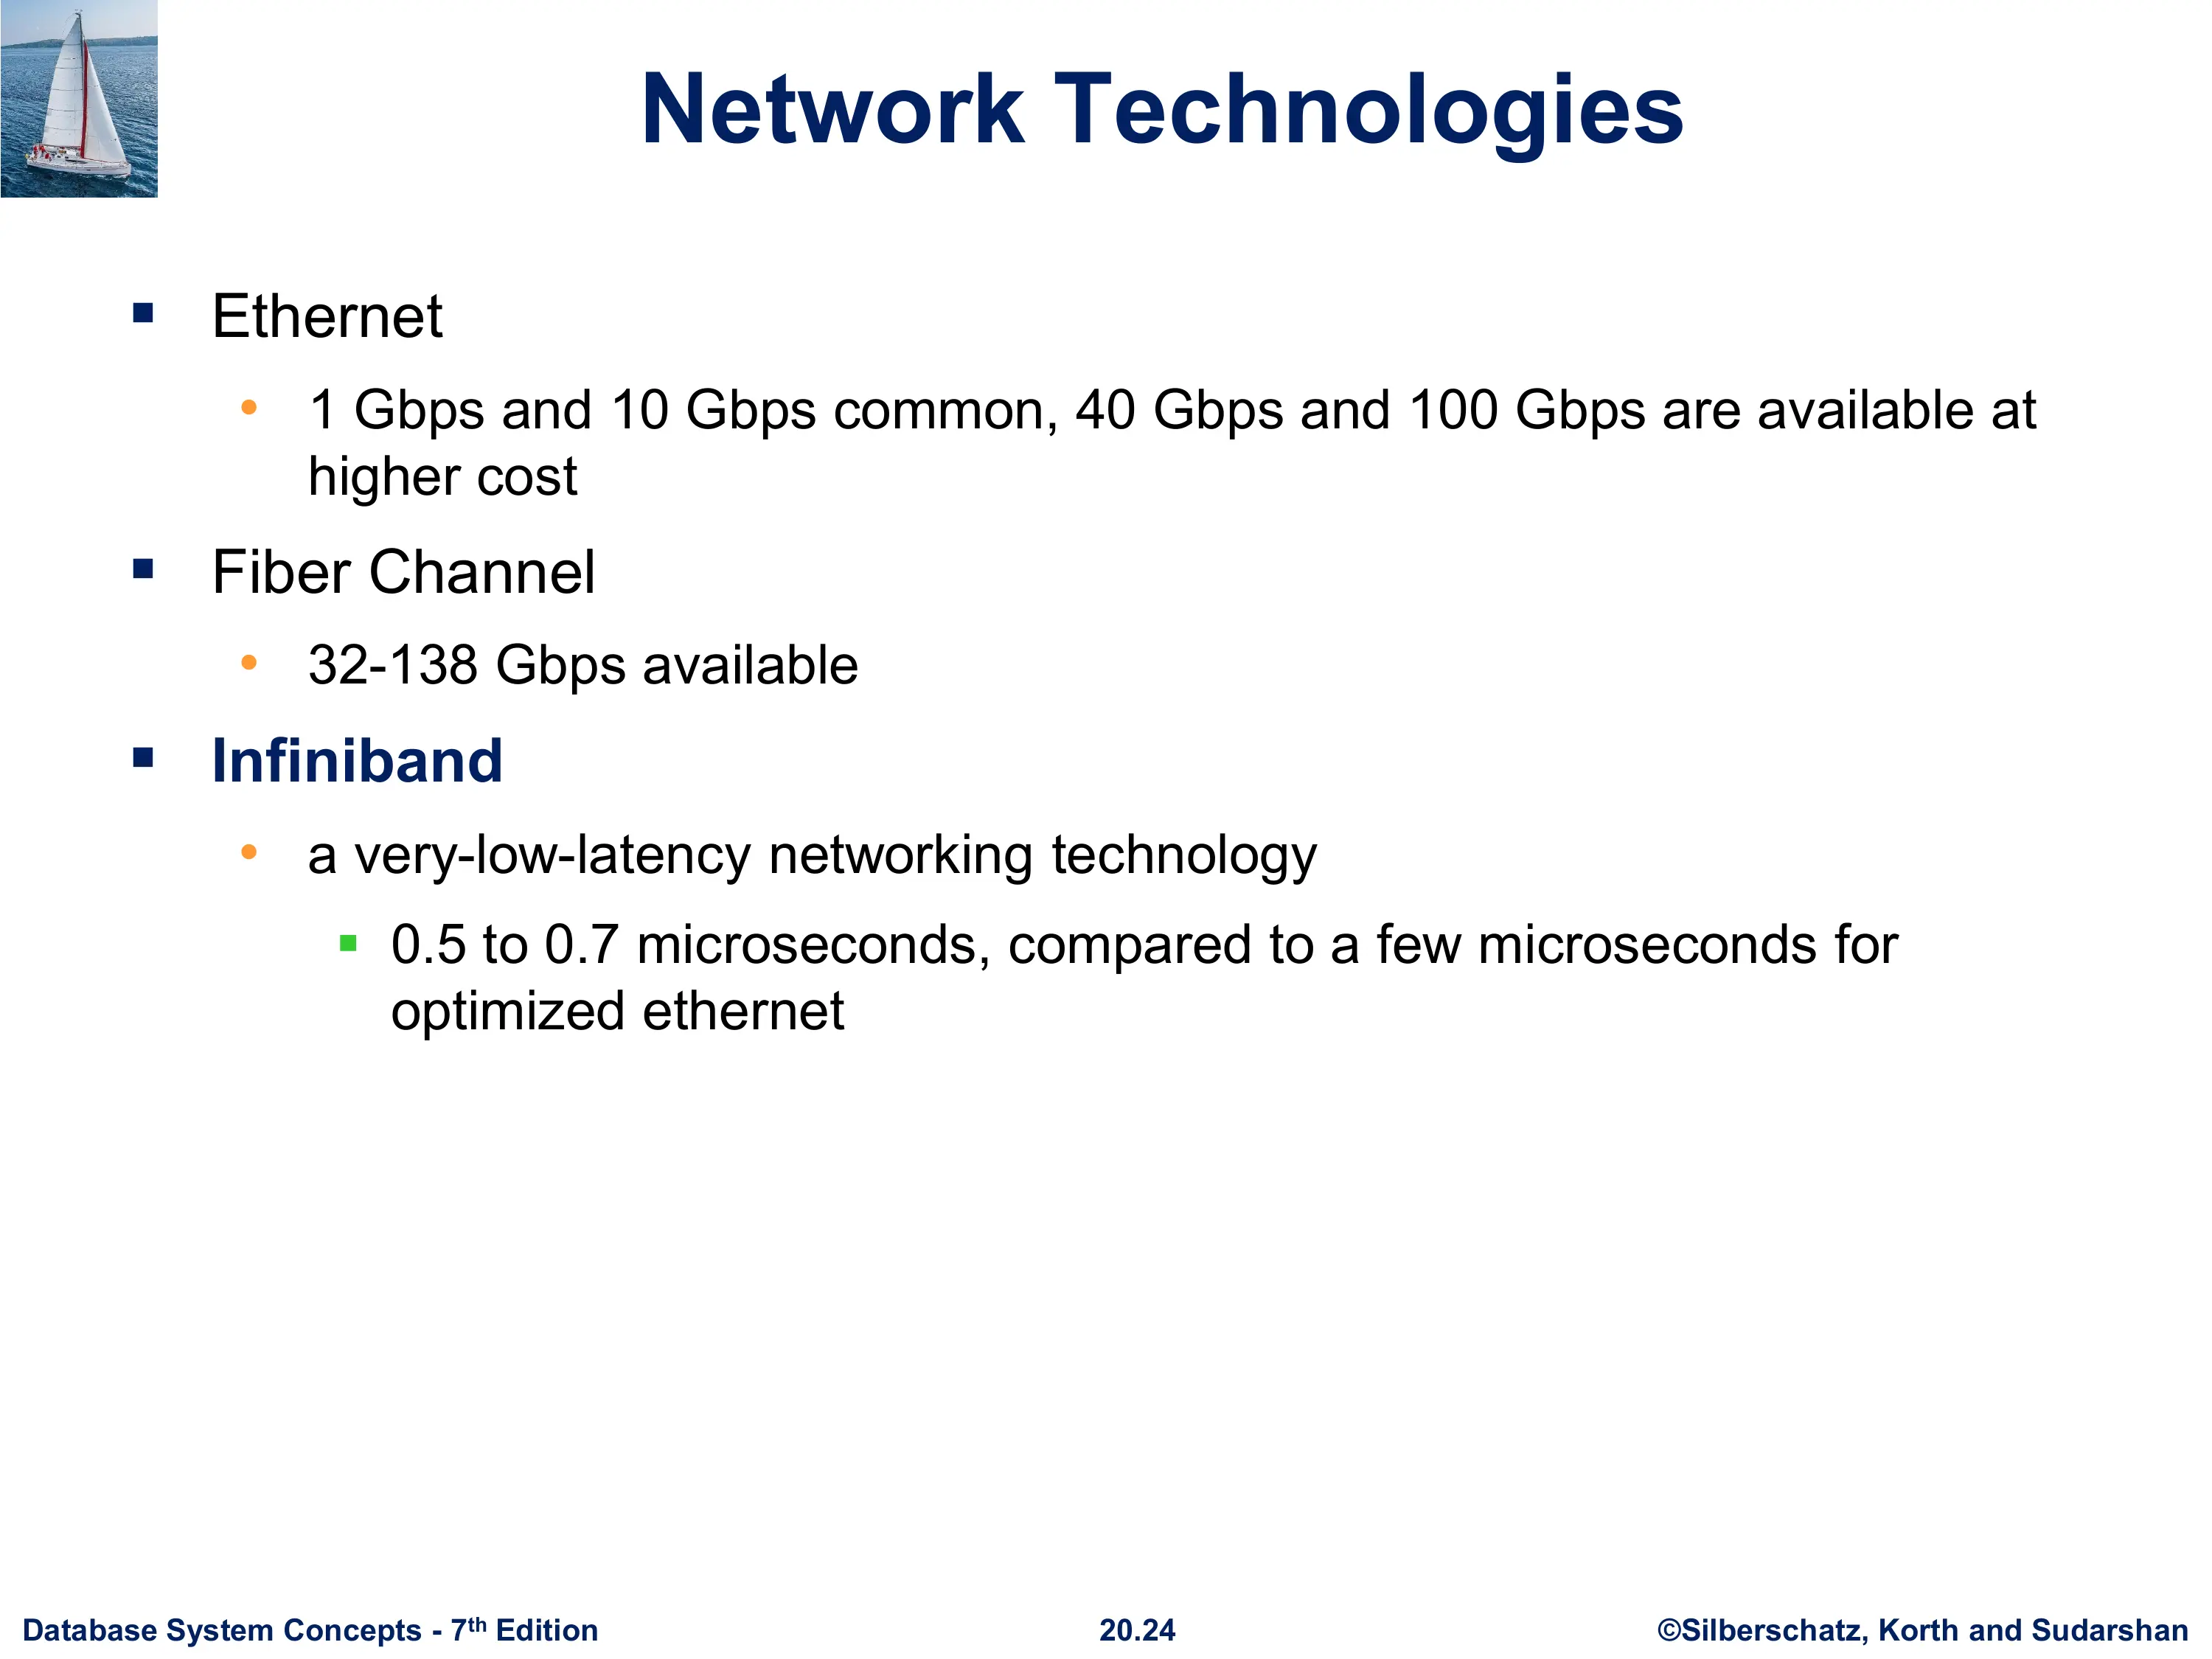 Network Technologies
Ethernet
1 Gbps and 10 Gbps common, 40 Gbps and 100 Gbps are available at
higher cost
Fiber Channel
32-138 Gbps available
Infiniband
a very-low-latency networking technology
0.5 to 0.7 microseconds, compared to a few microseconds for
optimized ethernet
Database System Concepts - 7th Edition
20.24
©Silberschatz, Korth and Sudarshan